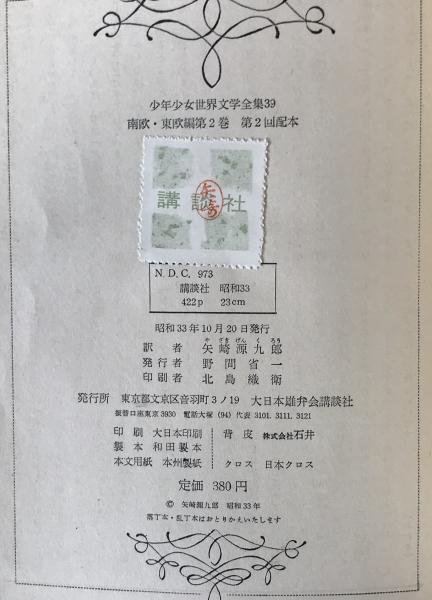 少年少女世界文学全集39
南欧・東欧編第2巻 第2回配本
講談社
矢崎
N.D.C. 973
講談社 昭和33
422p 23cm
昭和33年10月20日発行
訳者 矢崎源九郎
やざきげんくろう
発行者 野間省一
印刷者 北島織衛
発行所 東京都文京区音羽町3ノ19 大日本雄弁会講談社
振替口座東京3930 電話大塚(94)代表3101.3111.3121
印刷 大日本印刷 背皮 株式会社石井
製本 和田製本
本文用紙 本州製紙 クロス 日本クロス
定価 380円
© 矢崎源九郎 昭和33年
落丁本・乱丁本はおとりかえいたします